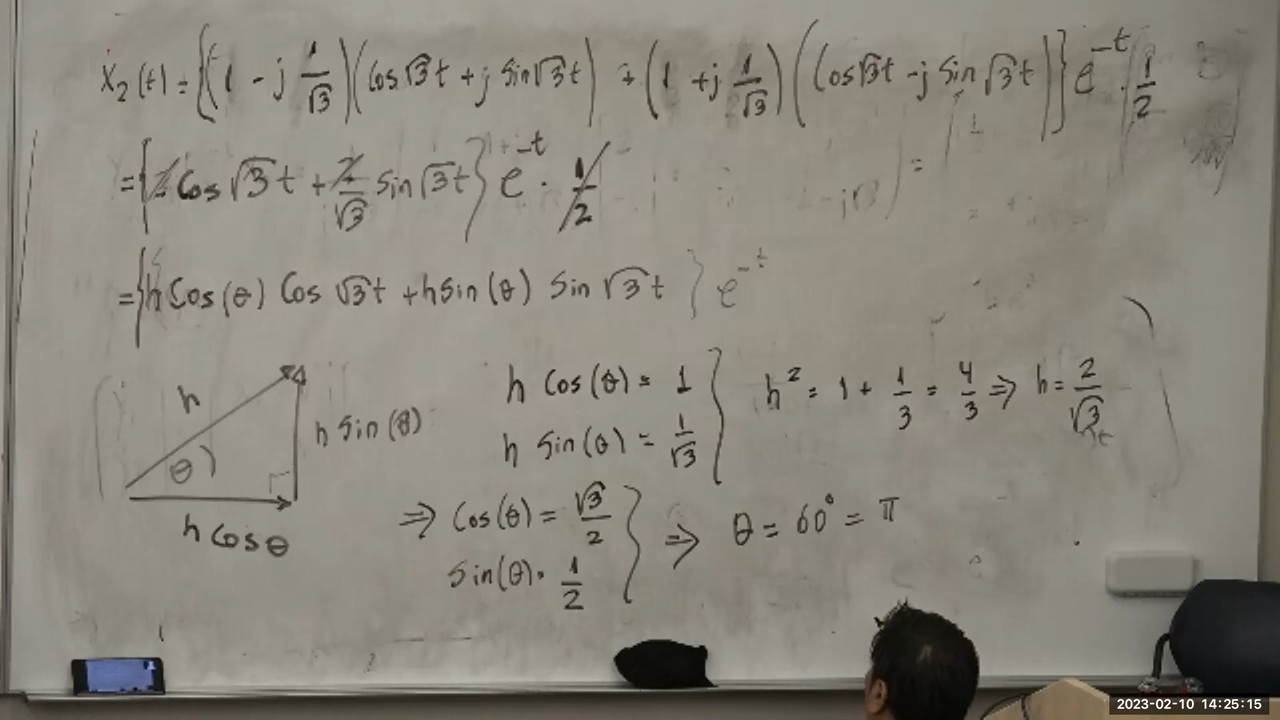 x₂(t) = {(1 - j 1/√3)(cos√3t + j sin√3t) + (1 + j 1/√3)(cos√3t - j sin√3t)} e^-t · 1/2
= {2 cos √3t + 2/√3 sin √3t} e^-t · 1/2
= {h cos(θ) cos √3t + h sin(θ) sin √3t} e^-t
h
θ
h sin(θ)
h cos θ
h cos(θ) = 1
h sin(θ) = 1/√3
h² = 1 + 1/3 = 4/3 ⇒ h = 2/√3
⇒ cos(θ) = √3/2
sin(θ) = 1/2
⇒ θ = 60° = π
2023-02-10 14:25:15